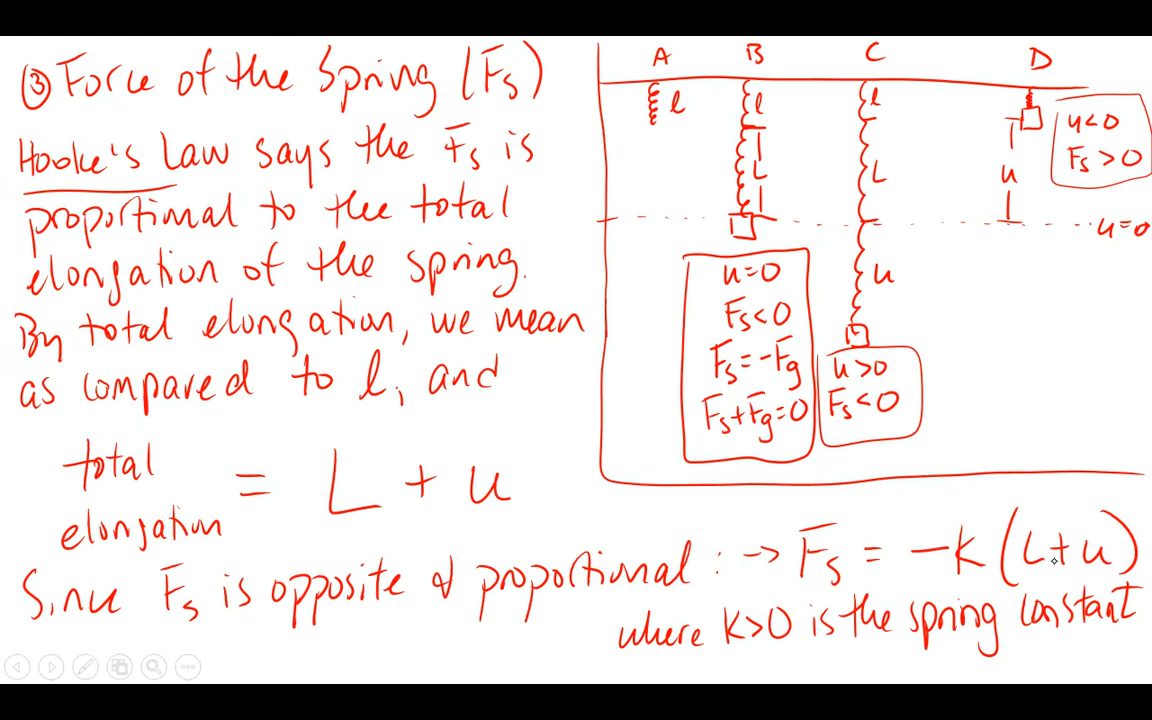 ③ Force of the Spring (Fs)
Hooke's Law says the Fs is
proportional to the total
elongation of the spring.
By total elongation, we mean
as compared to l, and
total
elongation = L + u
Since Fs is opposite & proportional: → Fs = -k (L+u)
where k>0 is the spring constant
A B C D
l l l
L L u
u=0
u
u<0
Fs>0
u=0
Fs<0
Fs=-Fg
Fs+Fg=0
u>0
Fs<0